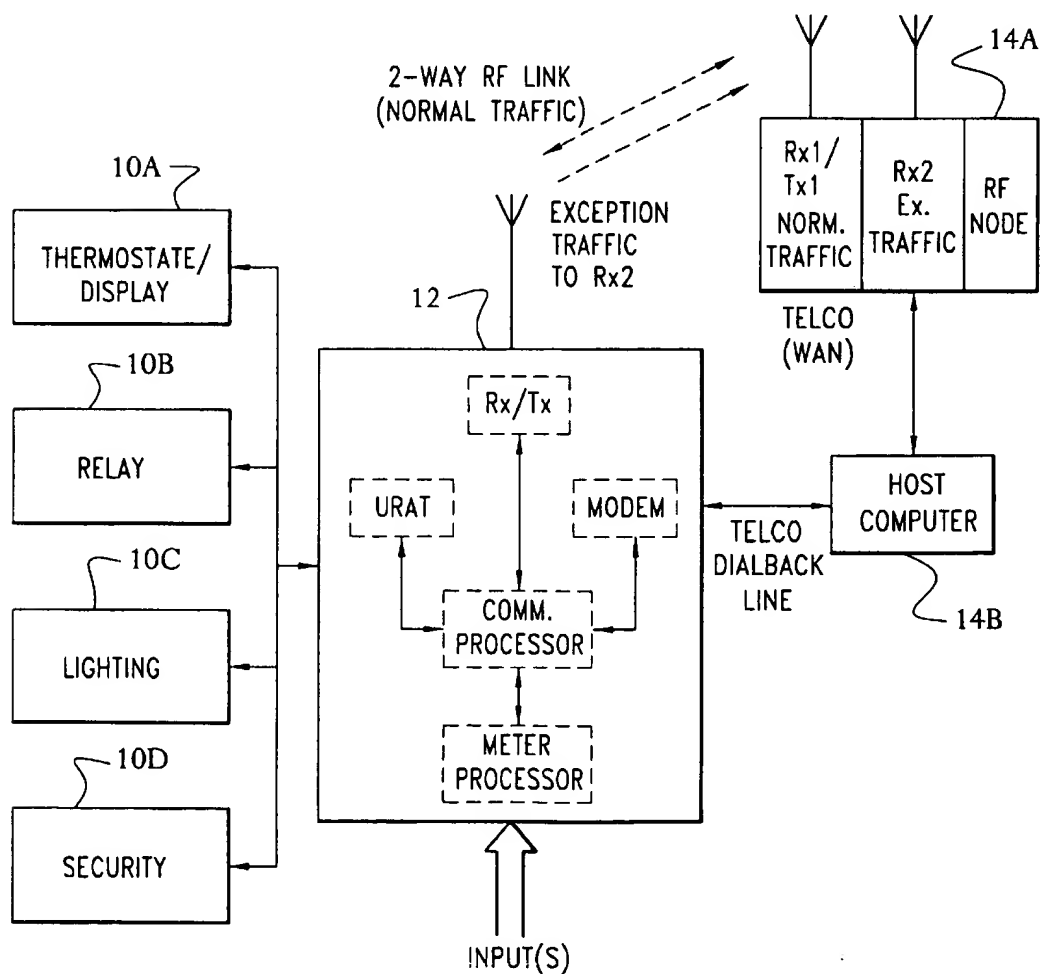 14A
2-WAY RF LINK
(NORMAL TRAFFIC)
Rx1/
Tx1
NORM.
TRAFFIC
Rx2
Ex.
TRAFFIC
RF
NODE
10A
THERMOSTATE/
DISPLAY
EXCEPTION
TRAFFIC
TO Rx2
12
TELCO
(WAN)
10B
RELAY
Rx/Tx
URAT
MODEM
HOST
COMPUTER
TELCO
DIALBACK
LINE
14B
10C
LIGHTING
COMM.
PROCESSOR
METER
PROCESSOR
10D
SECURITY
INPUT(S)